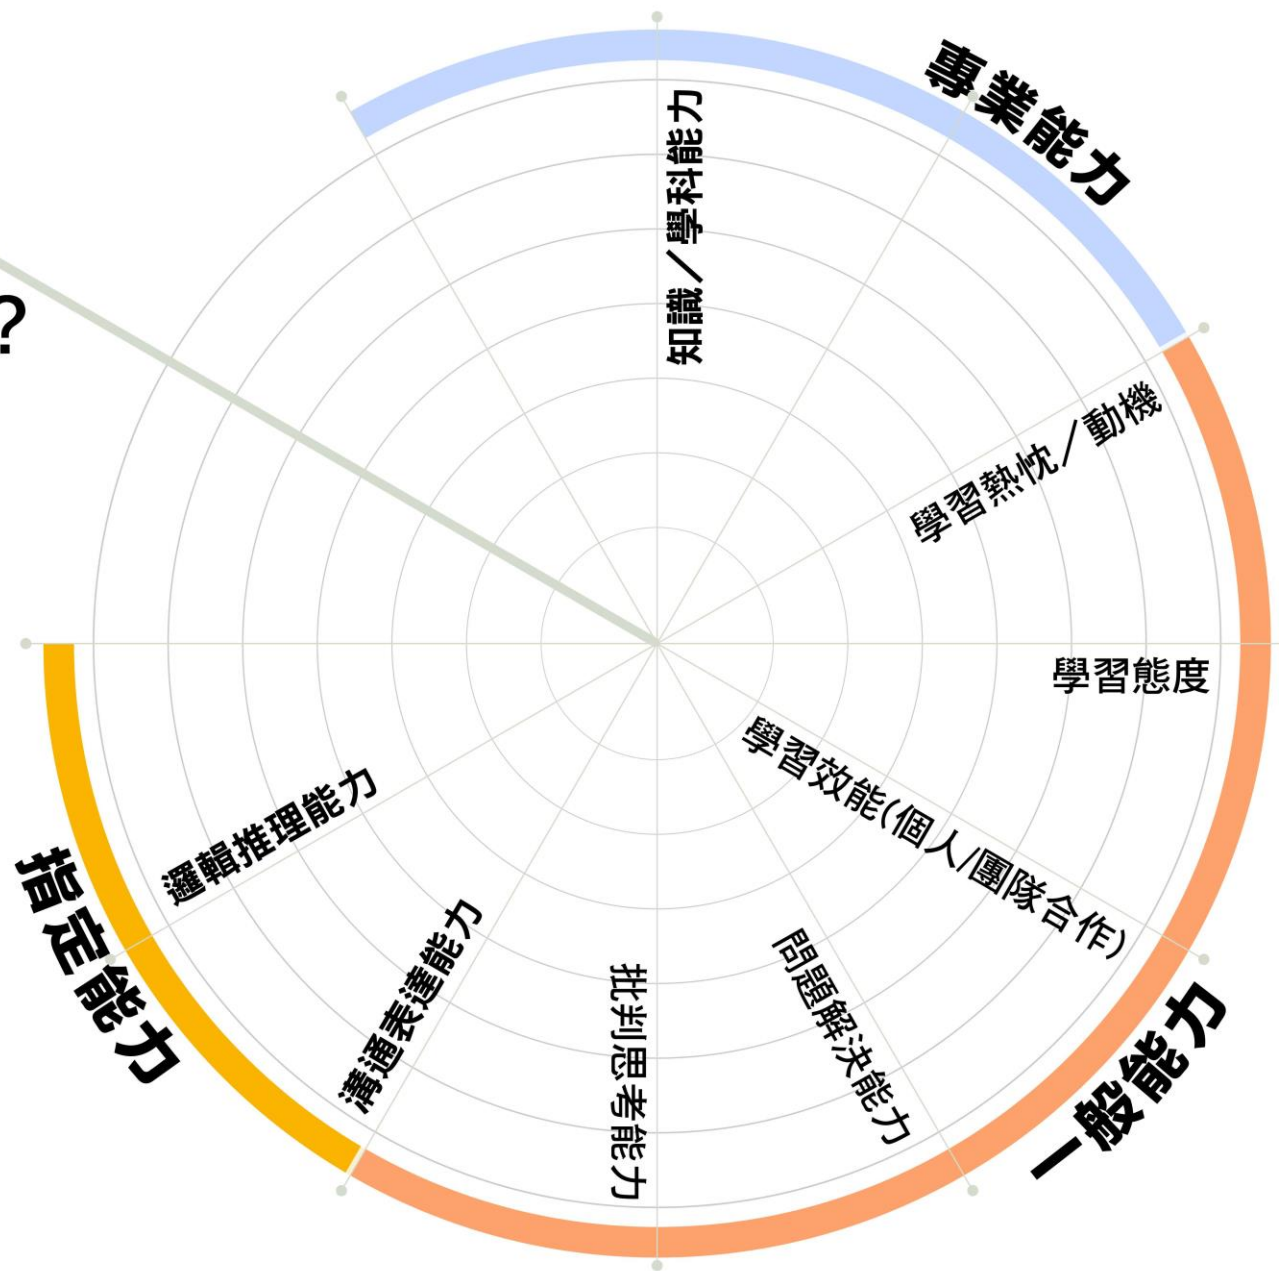 專業能力
知識／學科能力
？
學習熱忱／動機
學習態度
學習效能(個人/團隊合作)
一般能力
問題解決能力
批判思考能力
溝通表達能力
邏輯推理能力
指定能力